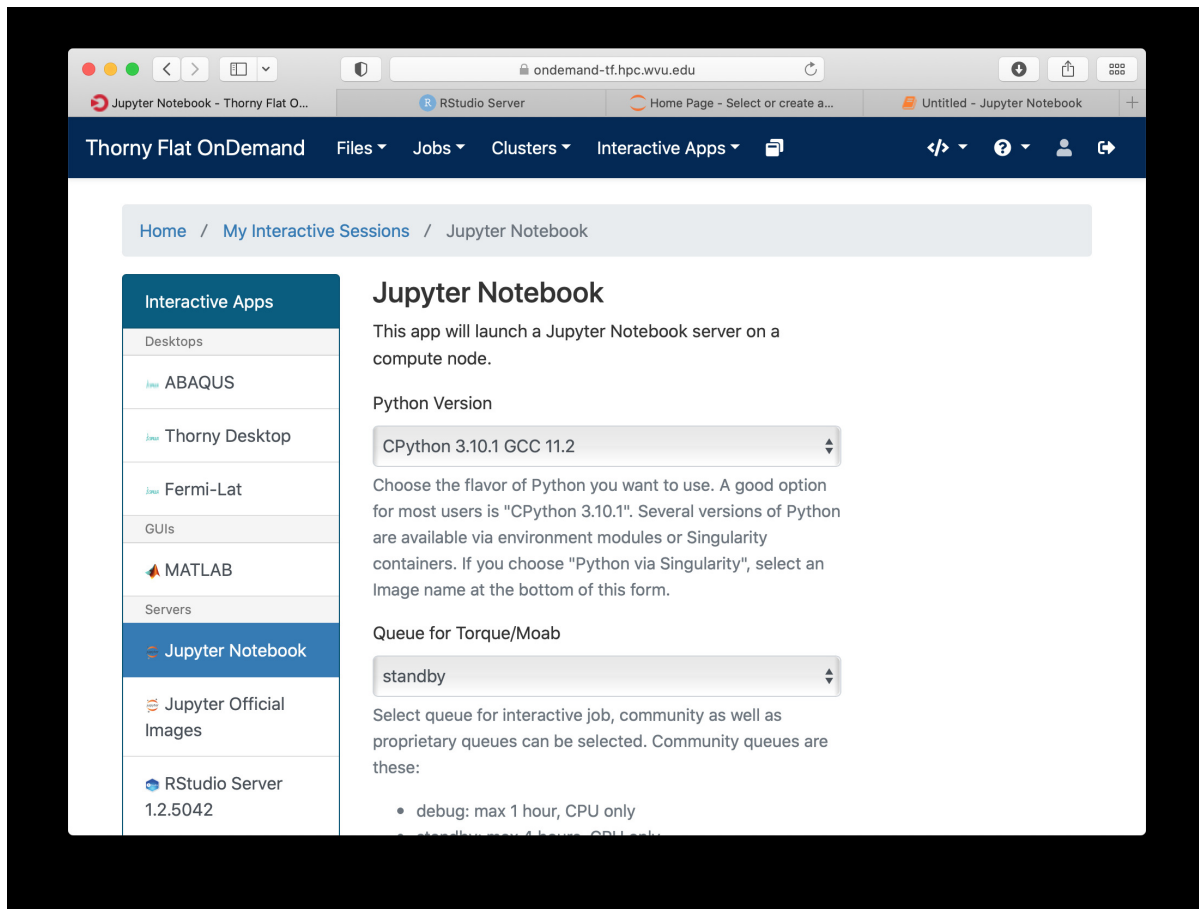 ondemand-tf.hpc.wvu.edu
Jupyter Notebook - Thorny Flat O...
RStudio Server
Home Page - Select or create a...
Untitled - Jupyter Notebook
Thorny Flat OnDemand
Files
Jobs
Clusters
Interactive Apps
Home / My Interactive Sessions / Jupyter Notebook
Interactive Apps
Desktops
ABAQUS
Thorny Desktop
Fermi-Lat
GUIs
MATLAB
Servers
Jupyter Notebook
Jupyter Official
Images
RStudio Server
1.2.5042
Jupyter Notebook
This app will launch a Jupyter Notebook server on a
compute node.
Python Version
CPython 3.10.1 GCC 11.2
Choose the flavor of Python you want to use. A good option
for most users is "CPython 3.10.1". Several versions of Python
are available via environment modules or Singularity
containers. If you choose "Python via Singularity", select an
Image name at the bottom of this form.
Queue for Torque/Moab
standby
Select queue for interactive job, community as well as
proprietary queues can be selected. Community queues are
these:
• debug: max 1 hour, CPU only
• standby: max 4 hours, CPU only